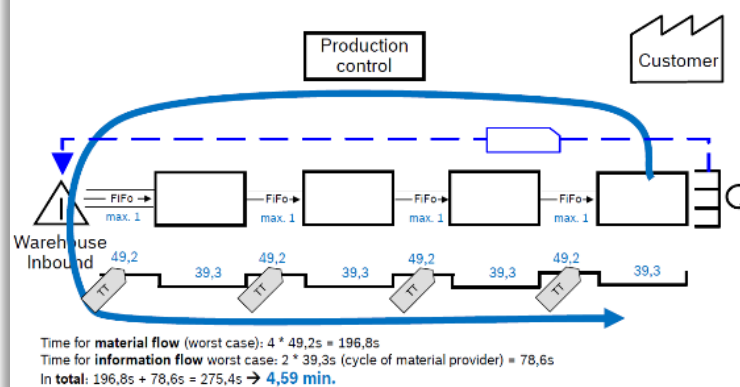 Production
control
Customer
FiFo
FiFo
FiFo
FiFo
max. 1
max. 1
max. 1
max. 1
Warehouse
Inbound
49,2
49,2
49,2
49,2
39,3
39,3
39,3
39,3
TT
TT
TT
TT
Time for material flow (worst case): 4 * 49,2s = 196,8s
Time for information flow worst case: 2 * 39,3s (cycle of material provider) = 78,6s
In total: 196,8s + 78,6s = 275,4s → 4,59 min.